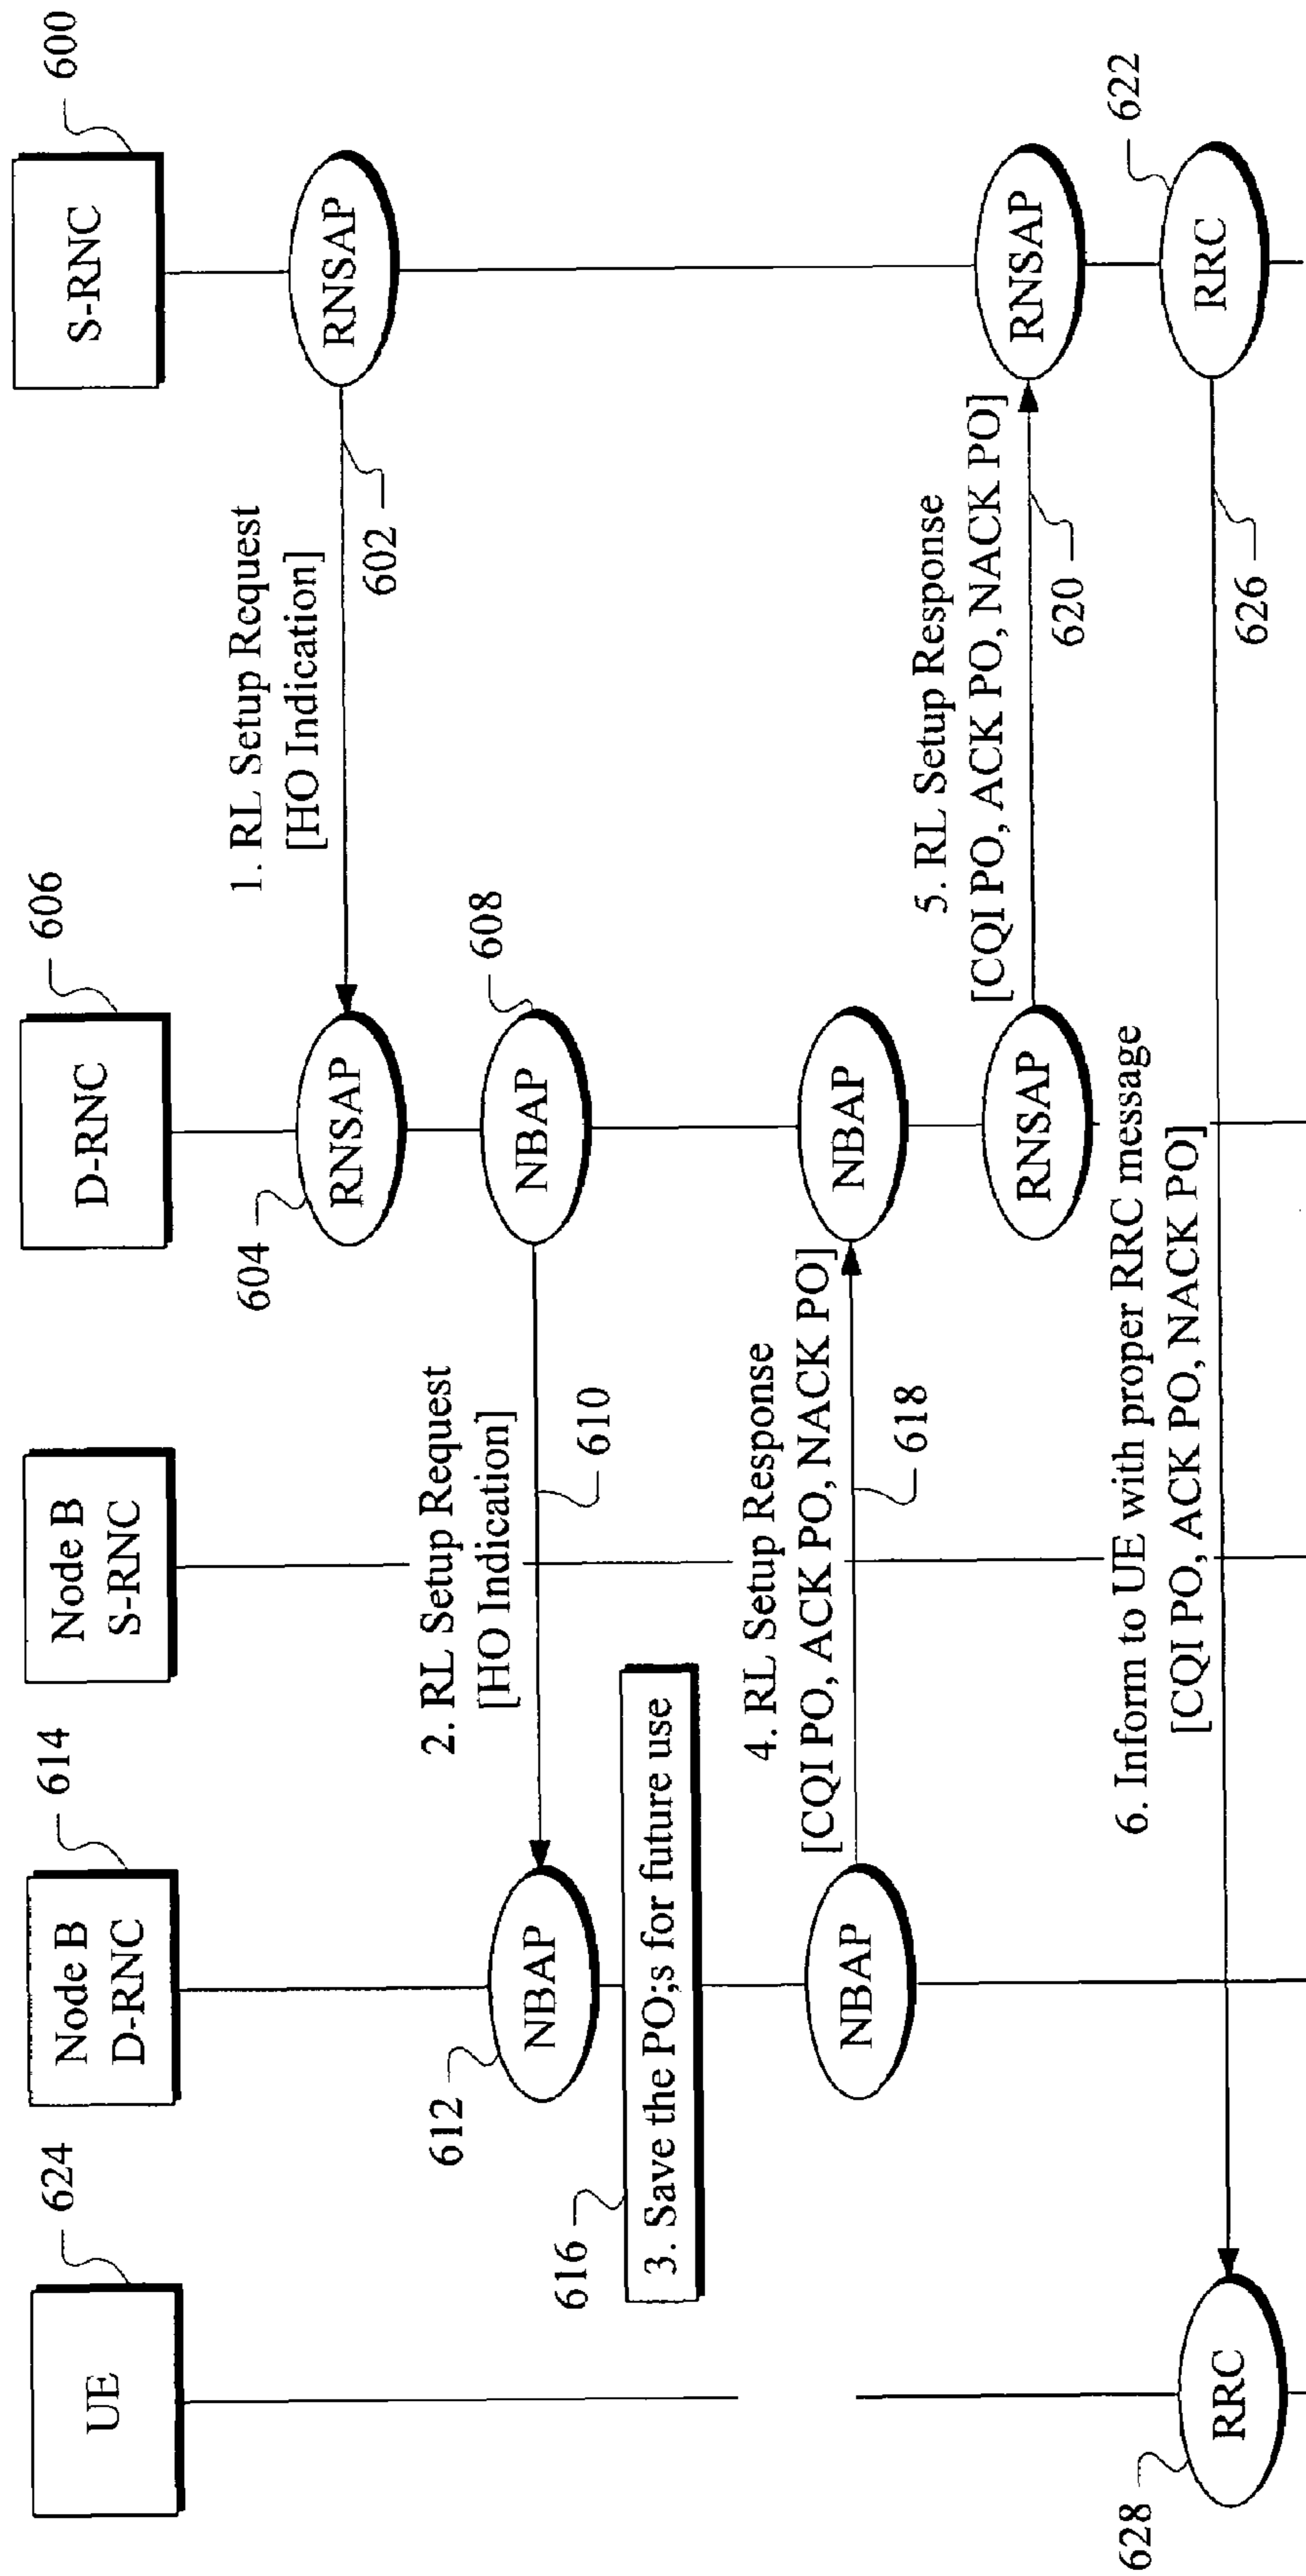 UE
624
Node B
D-RNC
614
Node B
S-RNC
D-RNC
606
S-RNC
600
1. RL Setup Request
[HO Indication]
602
RNSAP
RNSAP
604
2. RL Setup Request
[HO Indication]
610
NBAP
608
NBAP
612
616
3. Save the PO;s for future use
4. RL Setup Response
[CQI PO, ACK PO, NACK PO]
618
NBAP
NBAP
5. RL Setup Response
[CQI PO, ACK PO, NACK PO]
620
RNSAP
RNSAP
6. Inform to UE with proper RRC message
[CQI PO, ACK PO, NACK PO]
626
RRC
622
RRC
628